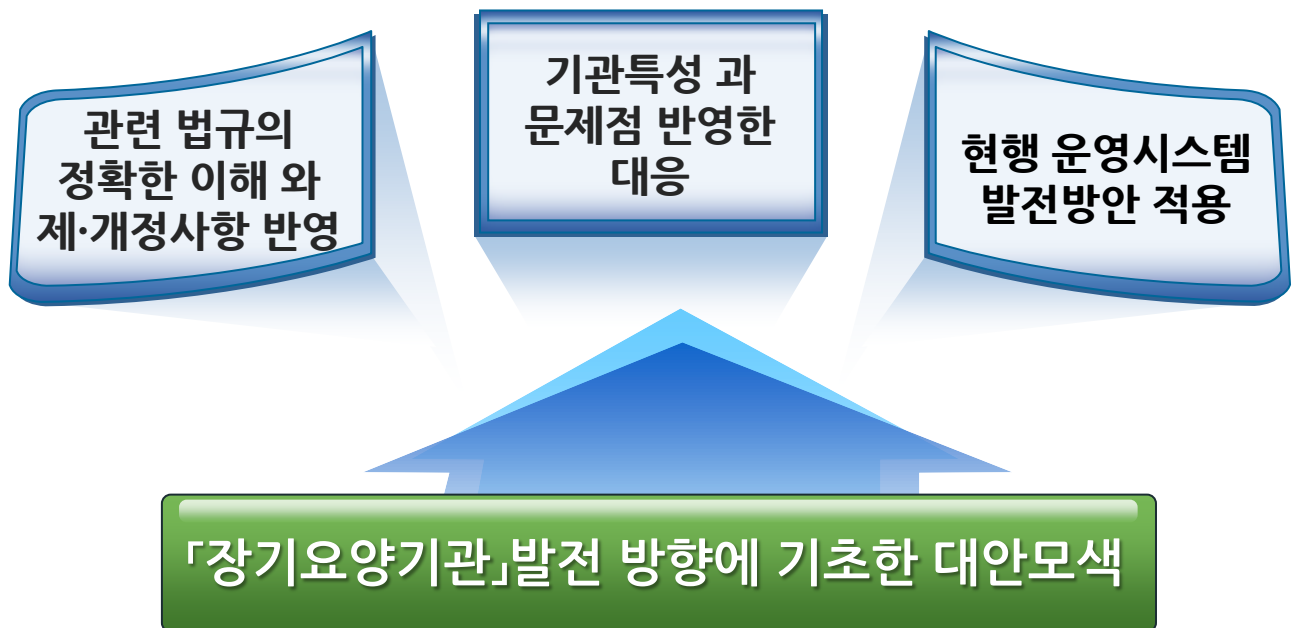 관련 법규의
정확한 이해 와
제·개정사항 반영
기관특성 과
문제점 반영한
대응
현행 운영시스템
발전방안 적용
｢장기요양기관｣발전 방향에 기초한 대안모색